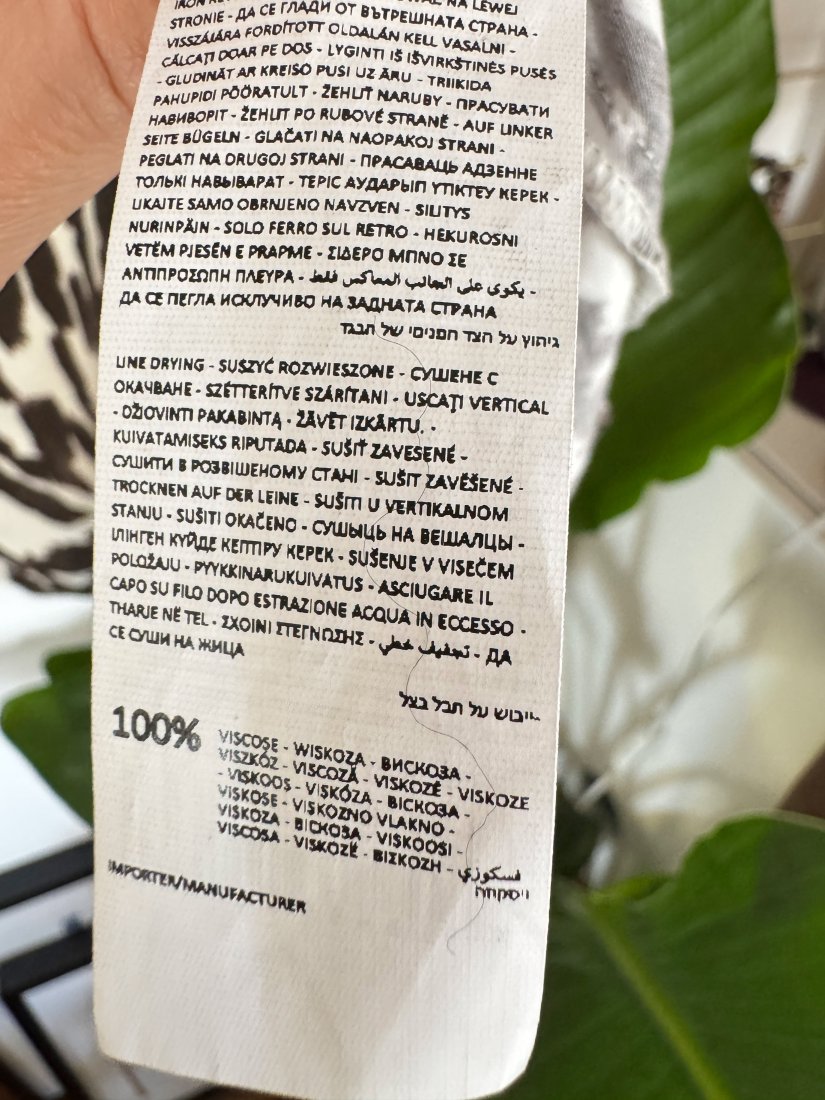 NA LEWEJ
STRONIE - ДА СЕ ГЛАДИ ОТ ВЪТРЕШНАТА СТРАНА -
VISSZÁJÁRA FORDÍTOTT OLDALÁN KELL VASALNI -
CĂLCAȚI DOAR PE DOS - LYGINTI IŠ IŠVIRKŠTINĖS PUSĖS
- GLUDINĀT AR KREISO PUSI UZ ĀRU - TRIIKIDA
PAHUPIDI PÖÖRATULT - ŽEHLIŤ NARUBY - ПРАСУВАТИ
НАВИВОРІТ - ŽEHLIT PO RUBOVÉ STRANĚ - AUF LINKER
SEITE BÜGELN - GLAČATI NA NAOPAKOJ STRANI -
PEGLATI NA DRUGOJ STRANI - ПРАСАВАЦЬ АДЗЕННЕ
ТОЛЬКІ НАВЫВАРАТ - ТЕРІС АУДАРЫП ҮТІКТЕУ КЕРЕК -
LIKAJTE SAMO OBRNJENO NAVZVEN - SILITYS
NURINPÄIN - SOLO FERRO SUL RETRO - HEKUROSNI
VETËM PJESËN E PRAPME - ΣΙΔΕΡΟ ΜΠΝΟ ΣΕ
ΑΝΤΙΠΡΟΣΩΠΗ ΠΛΕΥΡΑ - يكوى على الجانب المعاكس فقط -
ДА СЕ ПЕГЛА ИСКЛУЧИВО НА ЗАДНАТА СТРАНА
גיהוץ על הצד הפנימי של הבגד
LINE DRYING - SUSZYĆ ROZWIESZONE - СУШЕНЕ С
ОКАЧВАНЕ - SZÉTTERÍTVE SZÁRÍTANI - USCAȚI VERTICAL
- DŽIOVINTI PAKABINTĄ - ŽĀVĒT IZKĀRTU. -
KUIVATAMISEKS RIPUTADA - SUŠIŤ ZAVESENÉ -
СУШИТИ В РОЗВІШЕНОМУ СТАНІ - SUŠIT ZAVĚŠENÉ -
TROCKNEN AUF DER LEINE - SUŠITI U VERTIKALNOM
STANJU - SUŠITI OKAČENO - СУШЫЦЬ НА ВЕШАЛЦЫ -
ІЛІНГЕН КҮЙДЕ КЕПТІРУ КЕРЕК - SUŠENJE V VISEČEM
POLOŽAJU - PYYKKINARUKUIVATUS - ASCIUGARE IL
CAPO SU FILO DOPO ESTRAZIONE ACQUA IN ECCESSO -
THARJE NË TEL - ΣΧΟΙΝΙ ΣΤΕΓΝΩΣΗΣ - تجفيف خطي - ДА
СЕ СУШИ НА ЖИЦА
ייבוש על חבל בצל
100%
VISCOSE - WISKOZA - ВИСКОЗА -
VISZKÓZ - VISCOZĂ - VISKOZĖ - VISKOZE
- VISKOOS - VISKÓZA - ВІСКОЗА -
VISKOSE - VISKOZNO VLAKNO -
VISKOZA - ВІСКОЗА - VISKOOSI -
VISCOSA - VISKOZË - ΒΙΣΚΟΖΗ - فسكوزي
ויסקוזה
IMPORTER/MANUFACTURER